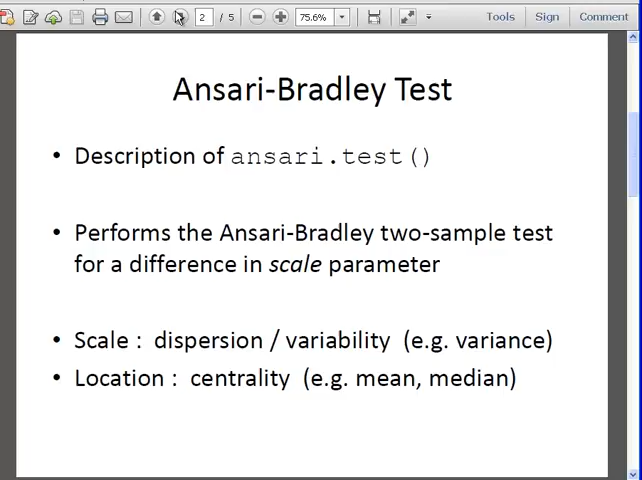 2 / 5 75.6% Tools Sign Comment
Ansari-Bradley Test
• Description of ansari.test()
• Performs the Ansari-Bradley two-sample test
for a difference in scale parameter
• Scale : dispersion / variability (e.g. variance)
• Location : centrality (e.g. mean, median)